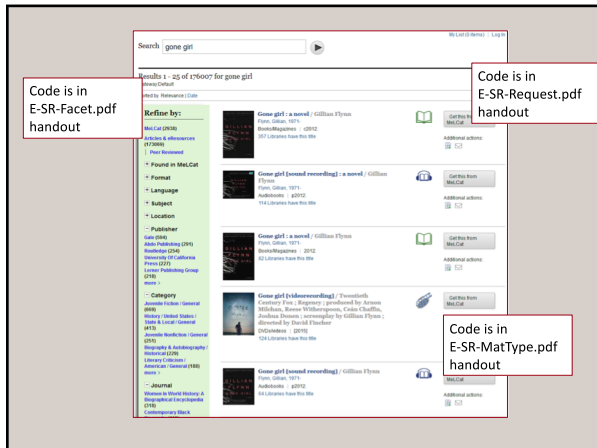 My List (0 items) | Log In
Search gone girl
Results 1 - 25 of 176007 for gone girl
Sorted by Relevance | Date
Code is in
E-SR-Facet.pdf
handout
Code is in
E-SR-Request.pdf
handout
Refine by:
MeLCat (2938)
Articles & eResources
(173069)
Peer Reviewed
Found in MeLCat
Format
Language
Subject
Location
Publisher
Gale (594)
Abdo Publishing (291)
Routledge (254)
University Of California
Press (227)
Lerner Publishing Group
(218)
more >
Category
Juvenile Fiction / General
(669)
History / United States /
State & Local / General
(413)
Juvenile Nonfiction / General
(251)
Biography & Autobiography /
Historical (229)
Literary Criticism /
American / General (188)
more >
Journal
Women In World History: A
Biographical Encyclopedia
(318)
Contemporary Black
Gone girl : a novel / Gillian Flynn
Flynn, Gillian, 1971-
Books/Magazines | c2012
357 Libraries have this title
Get this from
MeLCat
Additional actions:
Gone girl [sound recording] : a novel / Gillian
Flynn
Flynn, Gillian, 1971-
Audiobooks | p2012
114 Libraries have this title
Get this from
MeLCat
Additional actions:
Gone girl : a novel / Gillian Flynn
Flynn, Gillian, 1971-
Books/Magazines | 2012
82 Libraries have this title
Get this from
MeLCat
Additional actions:
Gone girl [videorecording] / Twentieth
Century Fox ; Regency ; produced by Arnon
Milchan, Reese Witherspoon, Ceán Chaffin,
Joshua Donen ; screenplay by Gillian Flynn ;
directed by David Fincher
DVDs/videos | [2015]
124 Libraries have this title
Get this from
MeLCat
Code is in
E-SR-MatType.pdf
handout
Gone girl [sound recording] / Gillian Flynn
Flynn, Gillian, 1971-
Audiobooks | p2012
54 Libraries have this title
MeLCat
Additional actions: